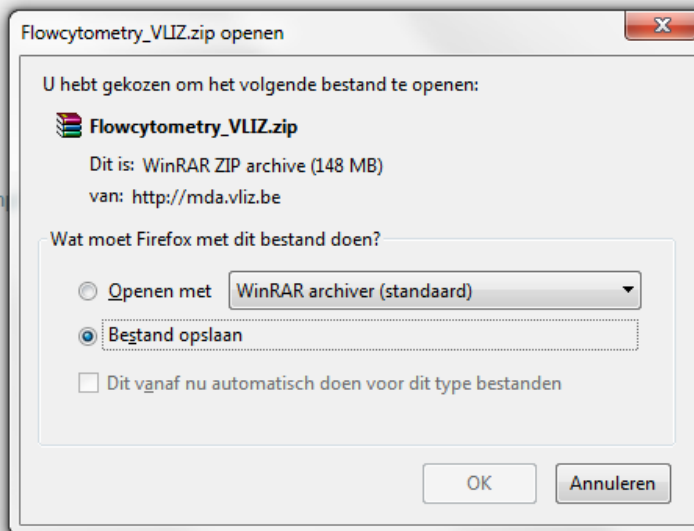 Flowcytometry_VLIZ.zip openen
U hebt gekozen om het volgende bestand te openen:
Flowcytometry_VLIZ.zip
Dit is: WinRAR ZIP archive (148 MB)
van: http://mda.vliz.be
Wat moet Firefox met dit bestand doen?
Openen met WinRAR archiver (standaard)
Bestand opslaan
Dit vanaf nu automatisch doen voor dit type bestanden
OK Annuleren